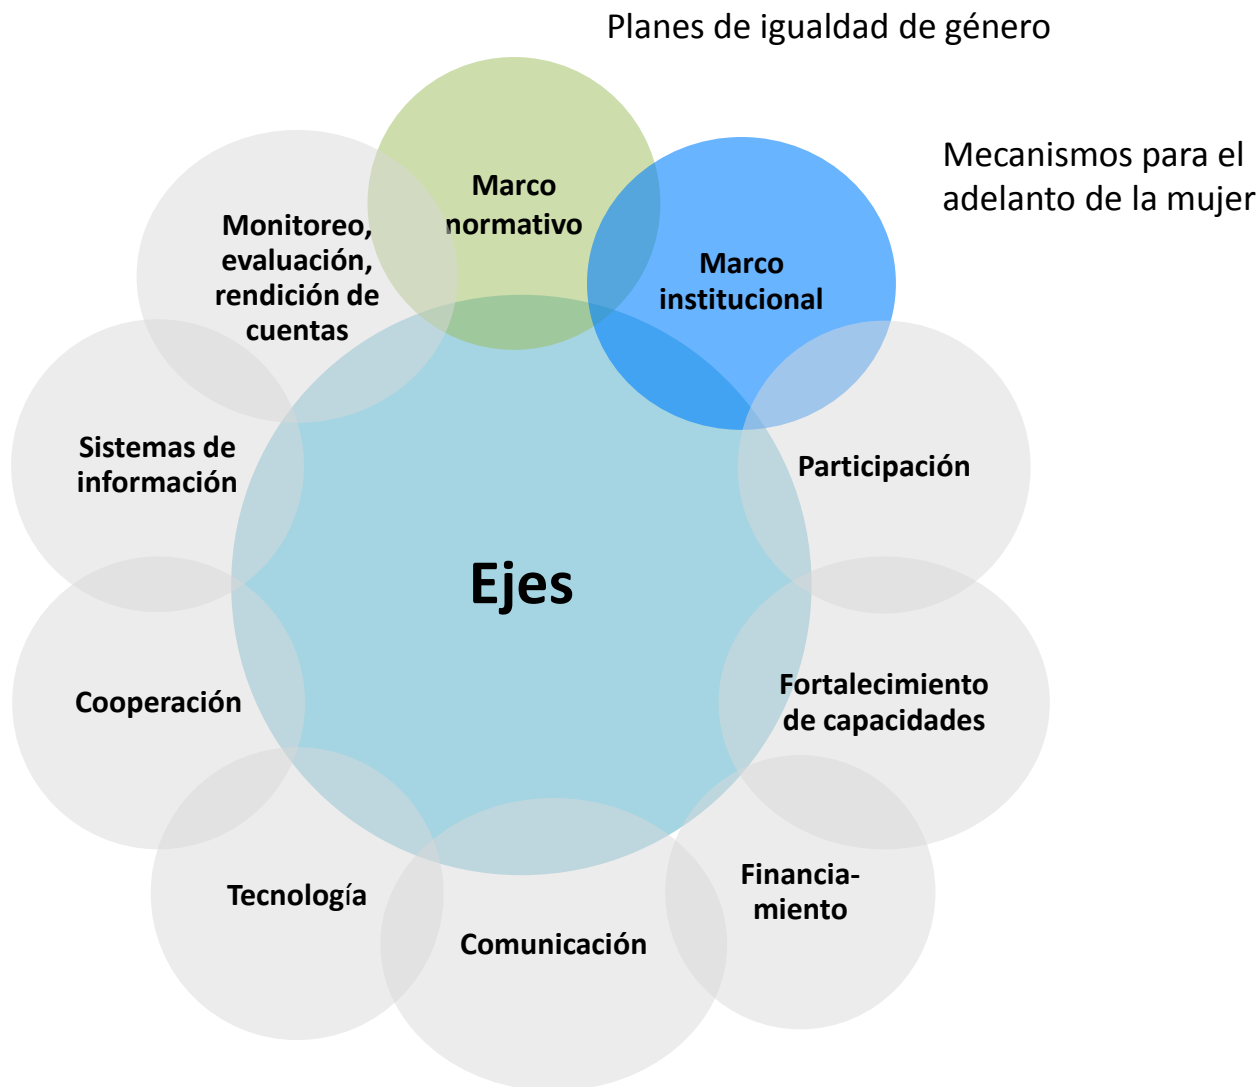 Planes de igualdad de género
Mecanismos para el
adelanto de la mujer
Marco
normativo
Marco
institucional
Participación
Fortalecimiento
de capacidades
Financia-
miento
Comunicación
Tecnología
Cooperación
Sistemas de
información
Monitoreo,
evaluación,
rendición de
cuentas
Ejes